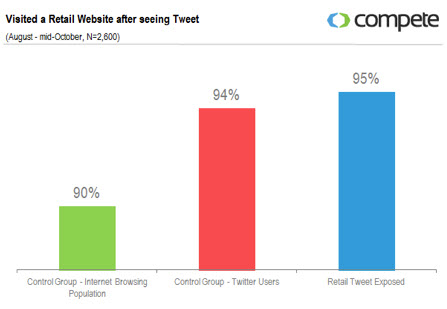 Visited a Retail Website after seeing Tweet
compete
(August - mid-October, N=2,600)
95%
94%
90%
Control Group - Internet Browsing
Population
Control Group - Twitter Users
Retail Tweet Exposed